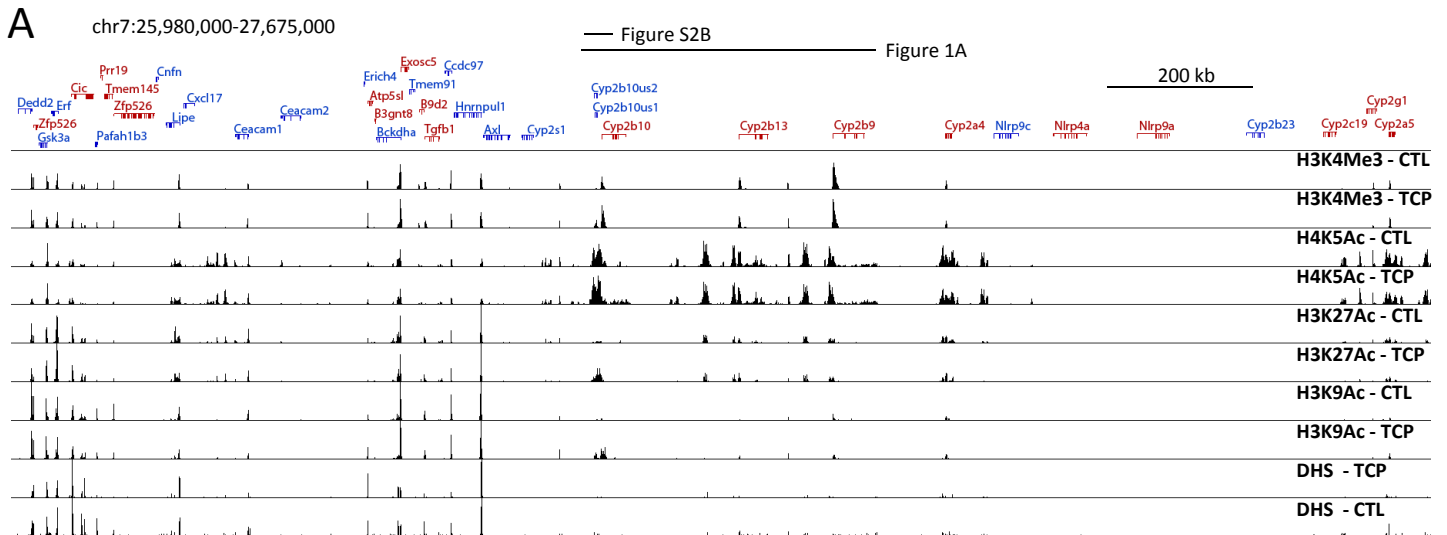 A
chr7:25,980,000-27,675,000
Figure S2B
Figure 1A
200 kb
Prr19
Cnfn
Exosc5
Ccdc97
Cic
Tmem145
Erich4
Tmem91
Cyp2b10us2
Dedd2
Erf
Zfp526
Cxcl17
Ceacam2
Atp5sl
B9d2
Hnrnpul1
Cyp2b10us1
Cyp2g1
Zfp526
Lipe
B3gnt8
Gsk3a
Pafah1b3
Ceacam1
Bckdha
Tgfb1
Axl
Cyp2s1
Cyp2b10
Cyp2b13
Cyp2b9
Cyp2a4
Nlrp9c
Nlrp4a
Nlrp9a
Cyp2b23
Cyp2c19
Cyp2a5
H3K4Me3 - CTL
H3K4Me3 - TCP
H4K5Ac - CTL
H4K5Ac - TCP
H3K27Ac - CTL
H3K27Ac - TCP
H3K9Ac - CTL
H3K9Ac - TCP
DHS - TCP
DHS - CTL